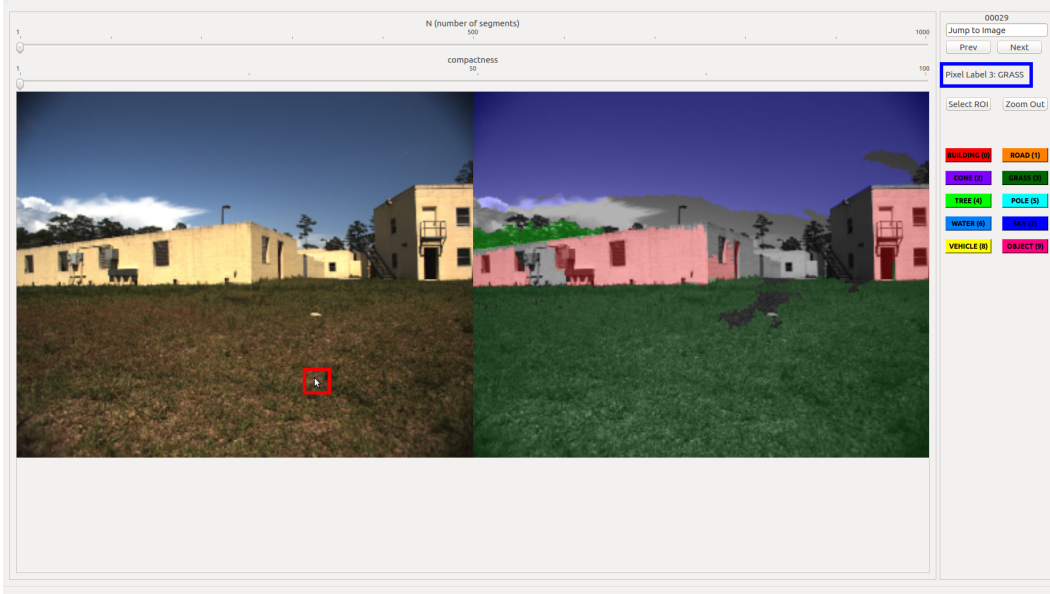 N (number of segments)
1 500 1000
compactness
1 50 100
00029
Jump to Image
Prev Next
Pixel Label 3: GRASS
Select ROI Zoom Out
BUILDING (0) ROAD (1)
CONE (2) GRASS (3)
TREE (4) POLE (5)
WATER (6) SKY (7)
VEHICLE (8) OBJECT (9)